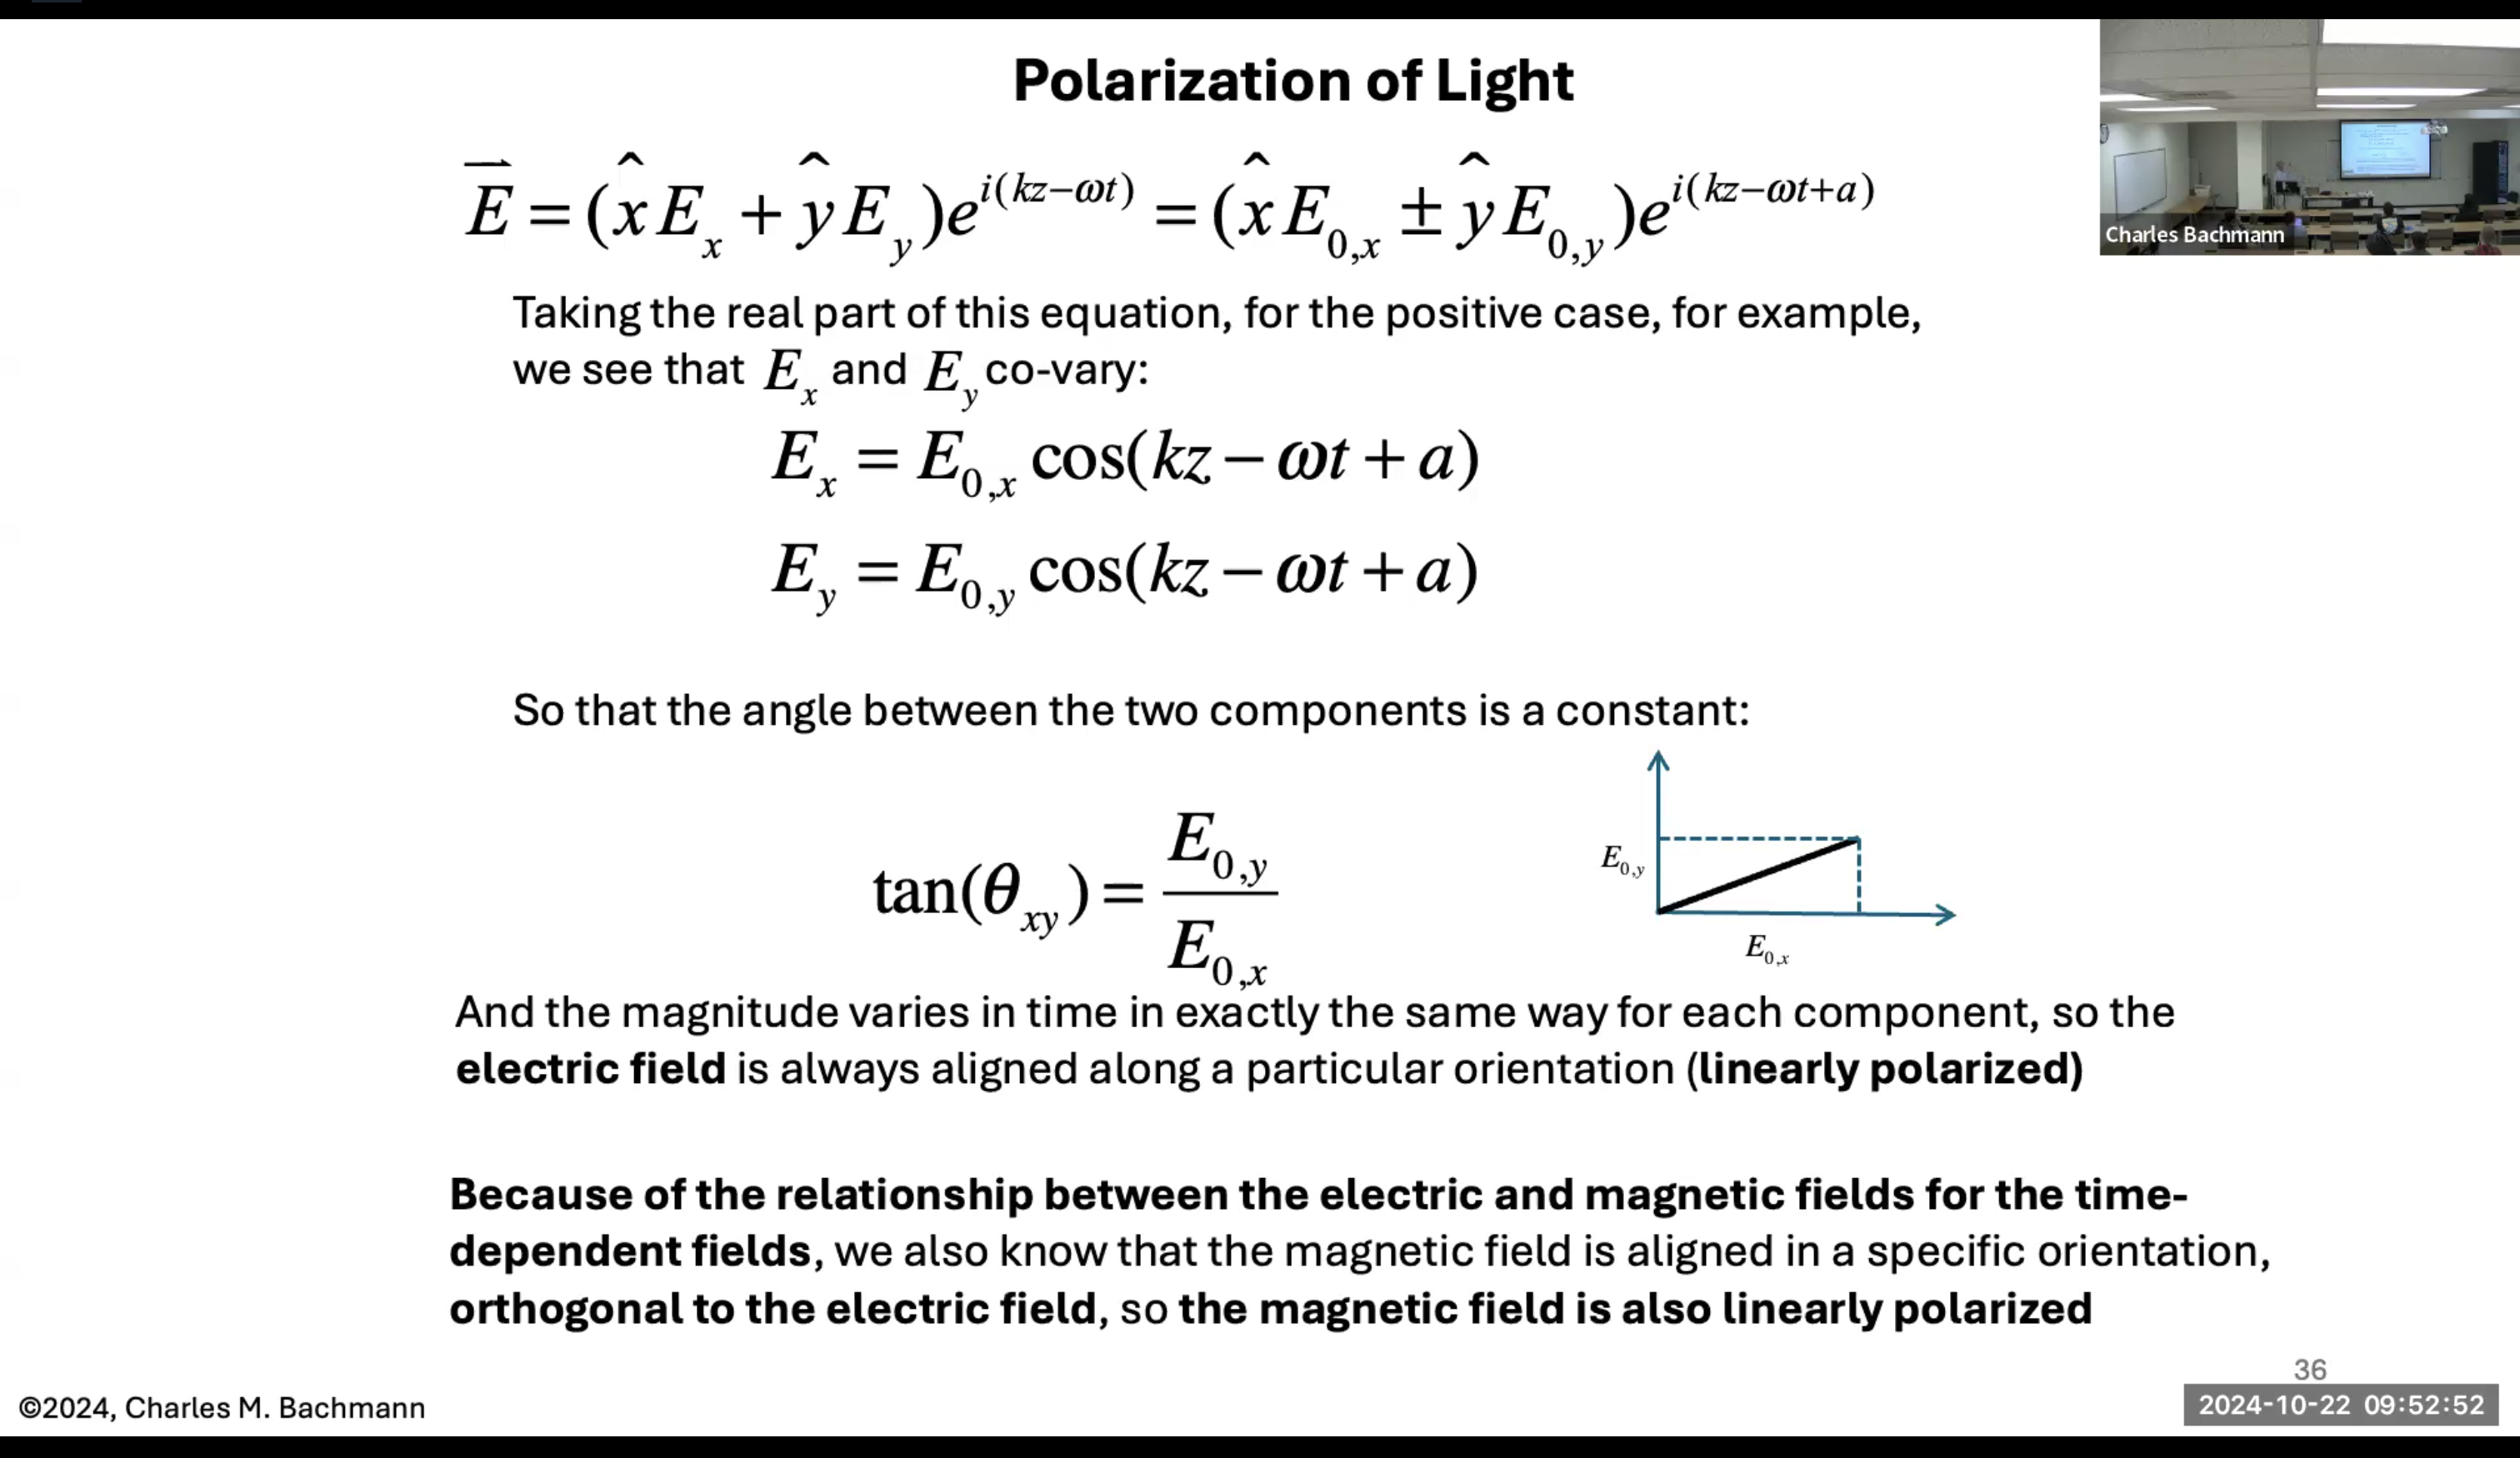 Polarization of Light
Charles Bachmann
$\vec{E} = (\hat{x}E_x + \hat{y}E_y)e^{i(kz-\omega t)} = (\hat{x}E_{0,x} \pm \hat{y}E_{0,y})e^{i(kz-\omega t+a)}$
Taking the real part of this equation, for the positive case, for example,
we see that $E_x$ and $E_y$ co-vary:
$E_x = E_{0,x} \cos(kz - \omega t + a)$
$E_y = E_{0,y} \cos(kz - \omega t + a)$
So that the angle between the two components is a constant:
$\tan(\theta_{xy}) = \frac{E_{0,y}}{E_{0,x}}$
$E_{0,y}$
$E_{0,x}$
And the magnitude varies in time in exactly the same way for each component, so the
electric field is always aligned along a particular orientation (linearly polarized)
Because of the relationship between the electric and magnetic fields for the time-
dependent fields, we also know that the magnetic field is aligned in a specific orientation,
orthogonal to the electric field, so the magnetic field is also linearly polarized
36
©2024, Charles M. Bachmann
2024-10-22 09:52:52